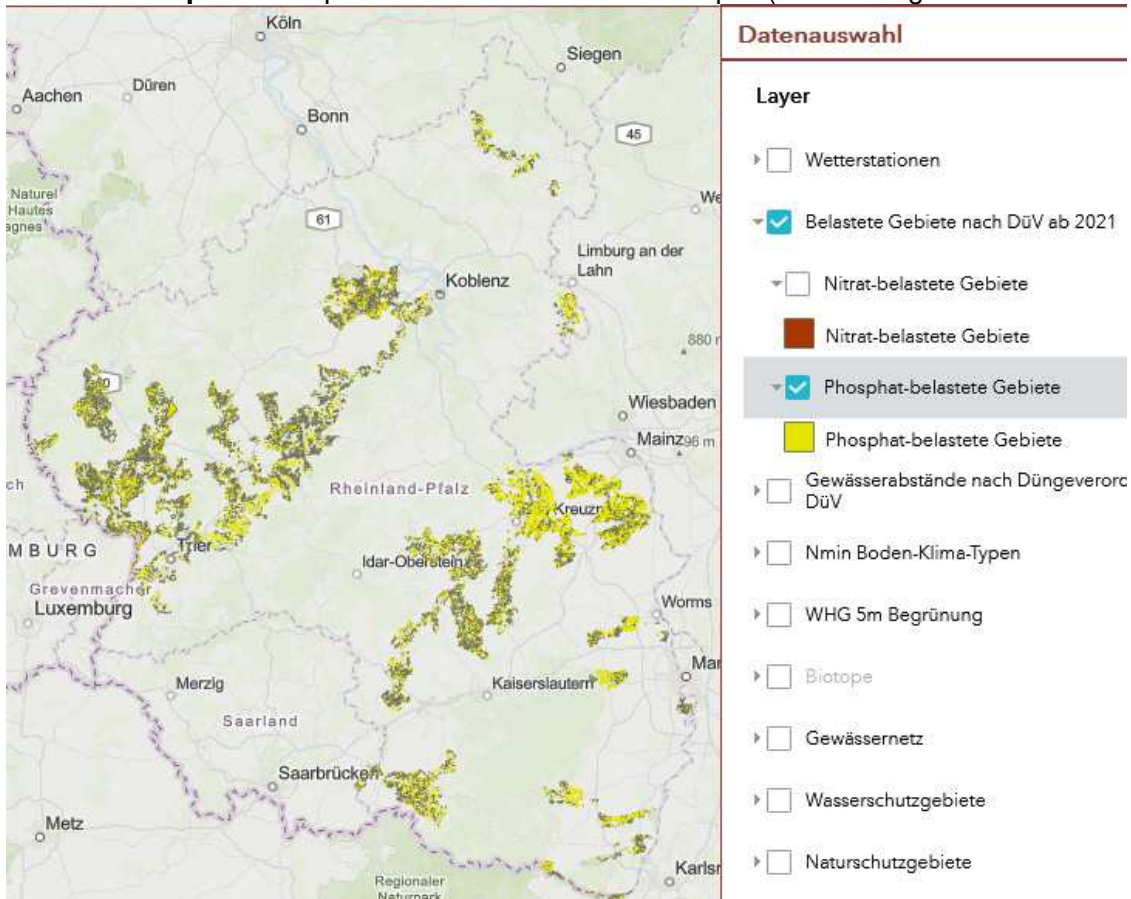 Köln
Siegen
Düren
Aachen
Bonn
45
Naturel
Hautes
61
Limburg an der
Lahn
Koblenz
880
Wiesbaden
Mainz
96 m
Rheinland-Pfalz
Trier
Idar-Oberstein
MBURG
Grevenmacher
Luxemburg
Worms
Merzig
Kaiserslautern
Saarland
Saarbrücken
Metz
Karlsr
Regionaler
Naturpark
Datenauswahl
Layer
Wetterstationen
Belastete Gebiete nach DüV ab 2021
Nitrat-belastete Gebiete
Nitrat-belastete Gebiete
Phosphat-belastete Gebiete
Phosphat-belastete Gebiete
Gewässerabstände nach Düngeverord
DüV
Nmin Boden-Klima-Typen
WHG 5m Begrünung
Biotope
Gewässernetz
Wasserschutzgebiete
Naturschutzgebiete